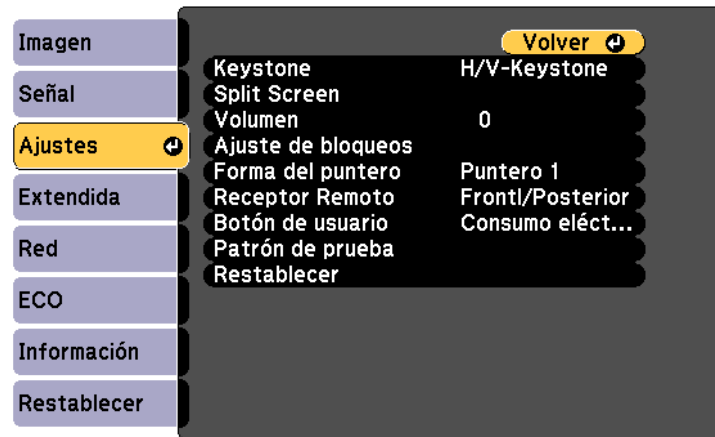 Imagen
Señal
Ajustes
Extendida
Red
ECO
Información
Restablecer
Volver
Keystone H/V-Keystone
Split Screen
Volumen 0
Ajuste de bloqueos
Forma del puntero Puntero 1
Receptor Remoto Frontl/Posterior
Botón de usuario Consumo eléct...
Patrón de prueba
Restablecer